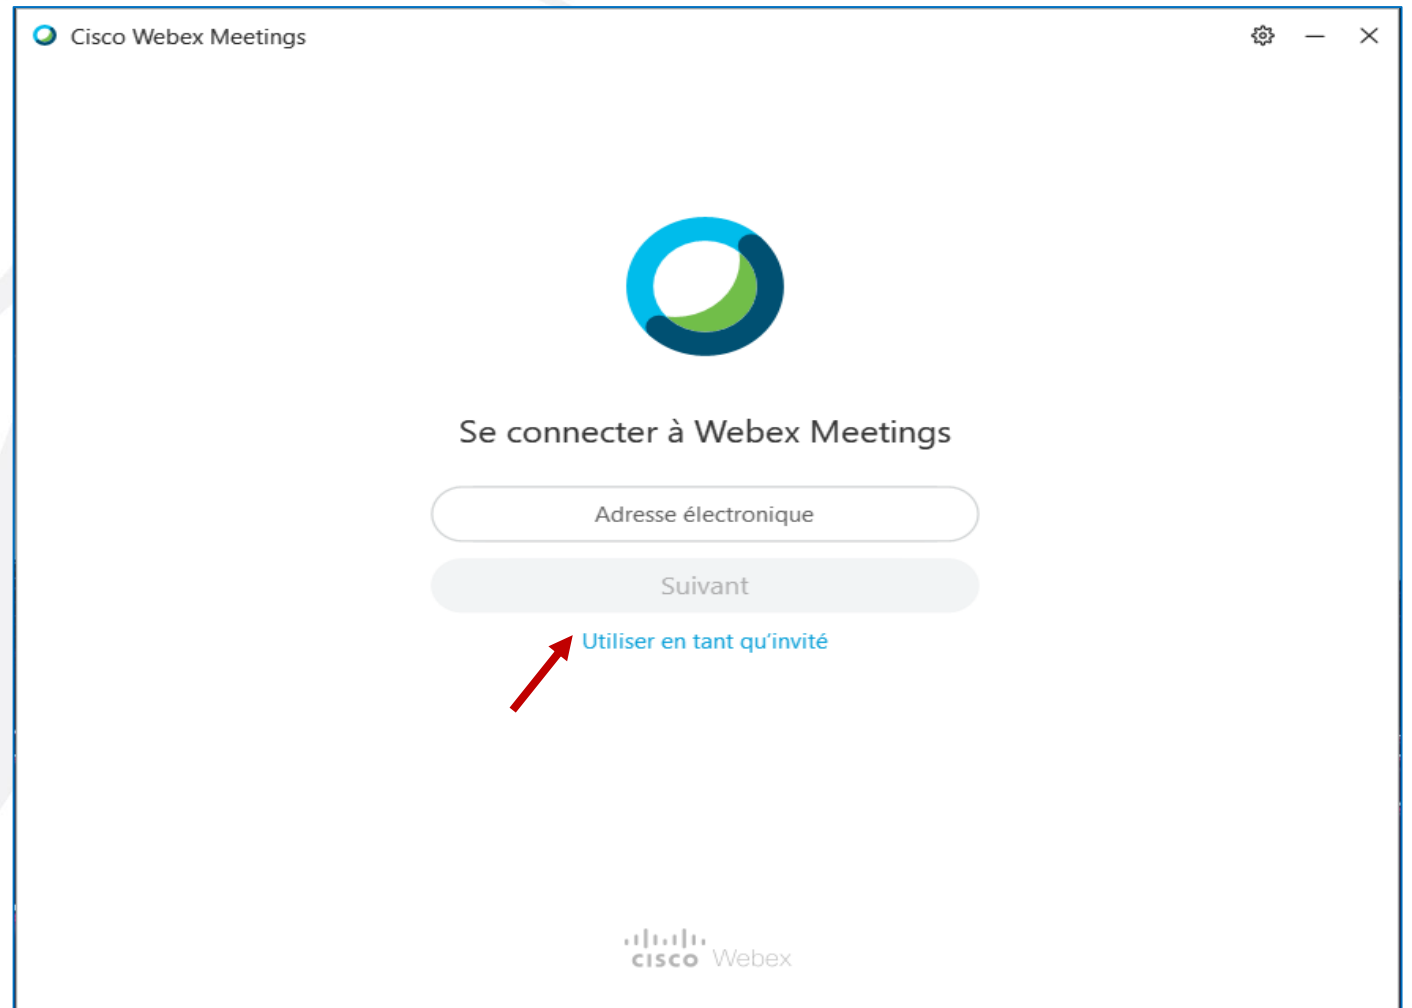 Cisco Webex Meetings
Se connecter à Webex Meetings
Adresse électronique
Suivant
Utiliser en tant qu'invité
cisco Webex